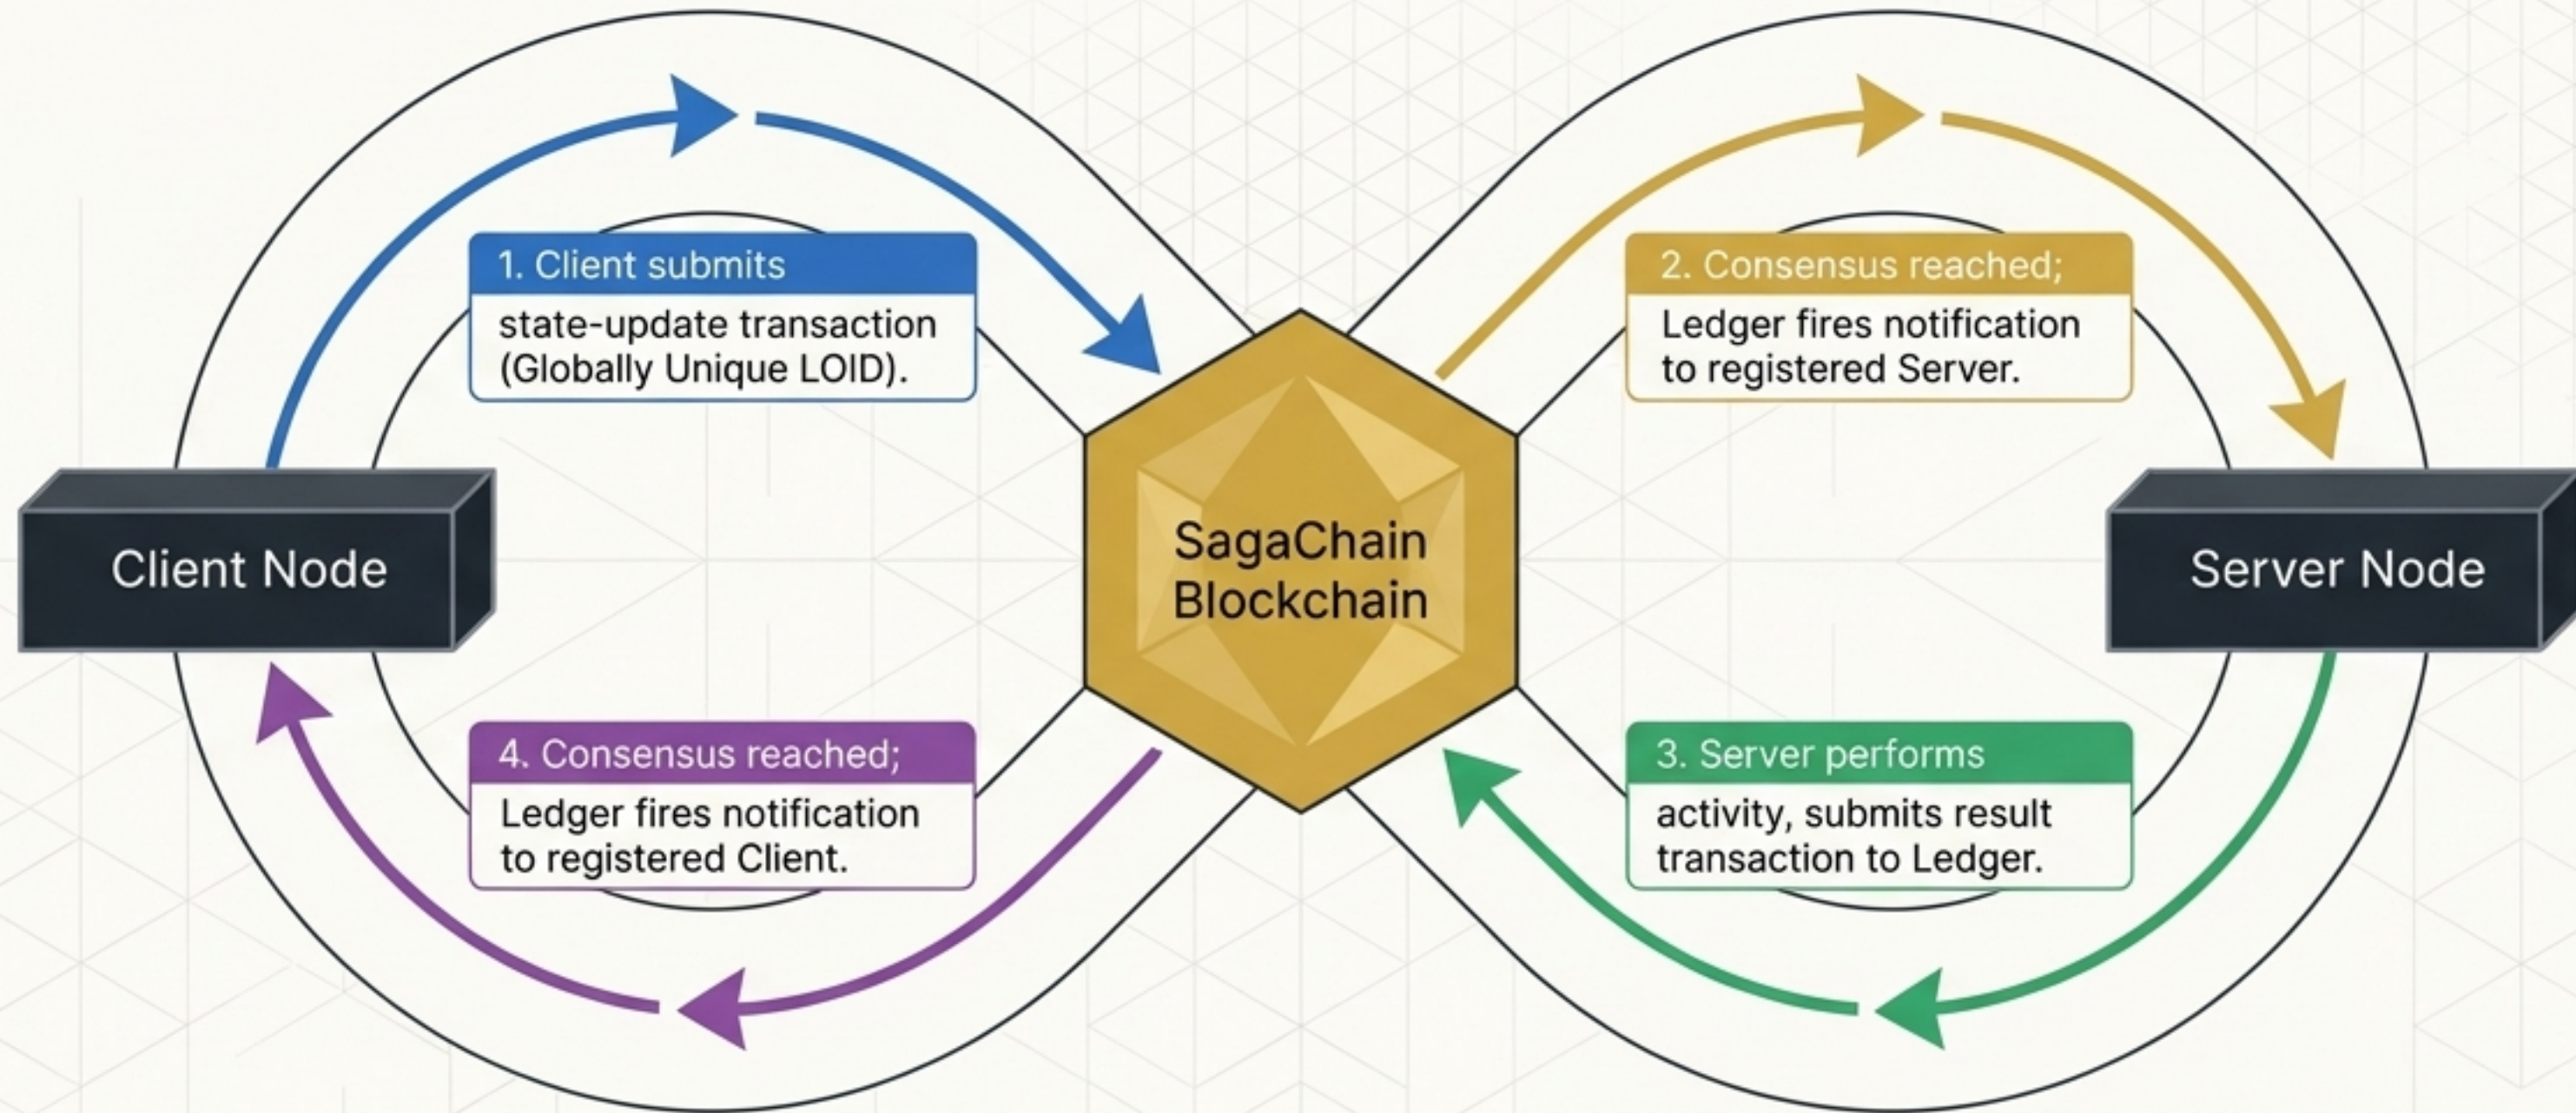 1. Client submits
state-update transaction
(Globally Unique LOID).
2. Consensus reached;
Ledger fires notification
to registered Server.
Client Node
SagaChain
Blockchain
Server Node
4. Consensus reached;
Ledger fires notification
to registered Client.
3. Server performs
activity, submits result
transaction to Ledger.